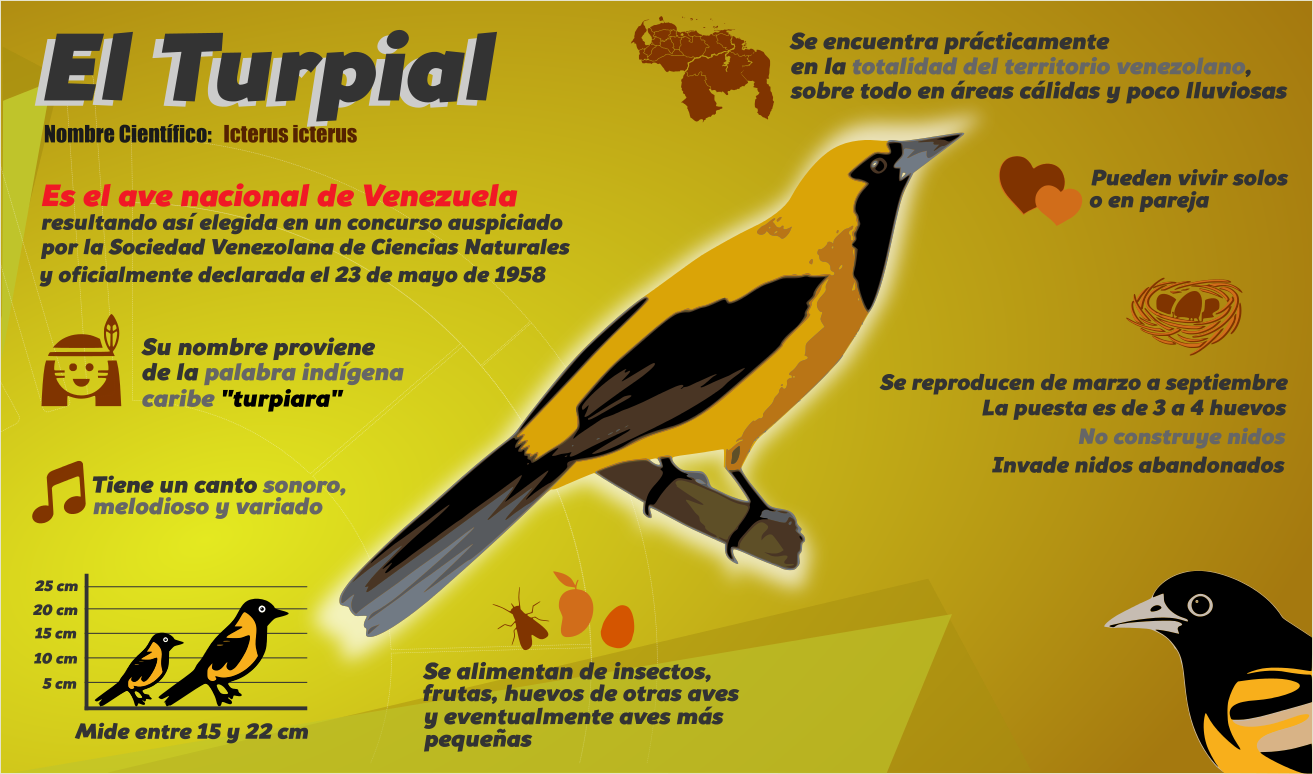 El Turpial
Nombre Científico: Icterus icterus
Es el ave nacional de Venezuela
resultando así elegida en un concurso auspiciado
por la Sociedad Venezolana de Ciencias Naturales
y oficialmente declarada el 23 de mayo de 1958
Su nombre proviene
de la palabra indígena
caribe "turpiara"
Tiene un canto sonoro,
melodioso y variado
25 cm
20 cm
15 cm
10 cm
5 cm
Mide entre 15 y 22 cm
Se alimentan de insectos,
frutas, huevos de otras aves
y eventualmente aves más
pequeñas
Se encuentra prácticamente
en la totalidad del territorio venezolano,
sobre todo en áreas cálidas y poco lluviosas
Pueden vivir solos
o en pareja
Se reproducen de marzo a septiembre
La puesta es de 3 a 4 huevos
No construye nidos
Invade nidos abandonados